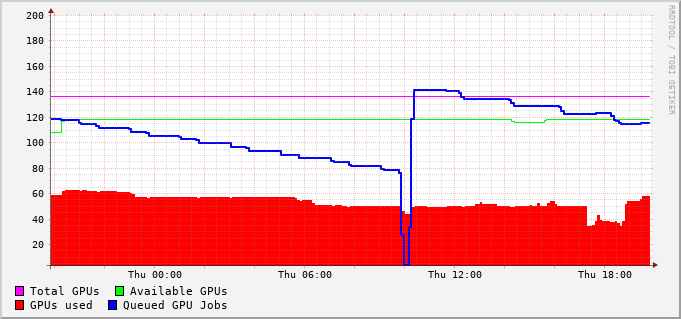 200
180
160
140
120
100
80
60
40
20
Thu 00:00 Thu 06:00 Thu 12:00 Thu 18:00
Total GPUs Available GPUs
GPUs used Queued GPU Jobs
RRDTOOL / TOBI OETIKER